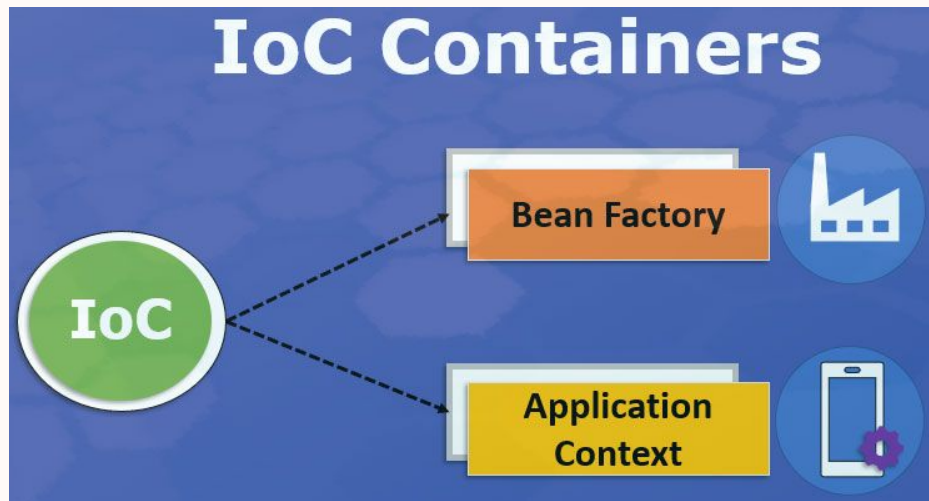 IoC Containers
Bean Factory
IoC
Application
Context